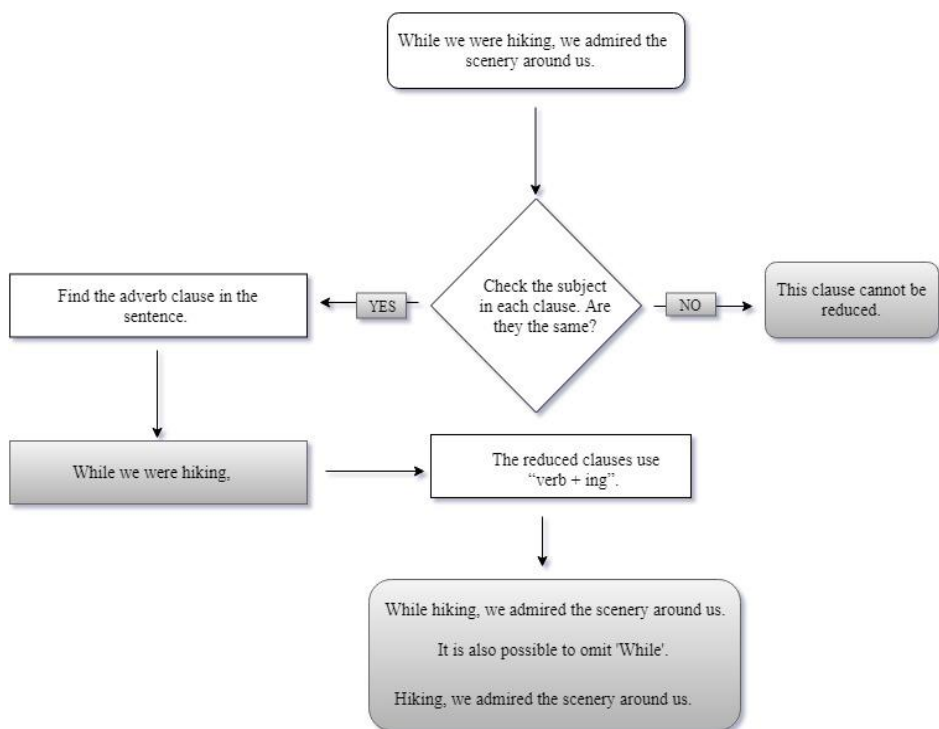 While we were hiking, we admired the
scenery around us.
Check the subject
in each clause. Are
they the same?
YES
NO
Find the adverb clause in the
sentence.
This clause cannot be
reduced.
While we were hiking,
The reduced clauses use
“verb + ing”.
While hiking, we admired the scenery around us.
It is also possible to omit 'While'.
Hiking, we admired the scenery around us.